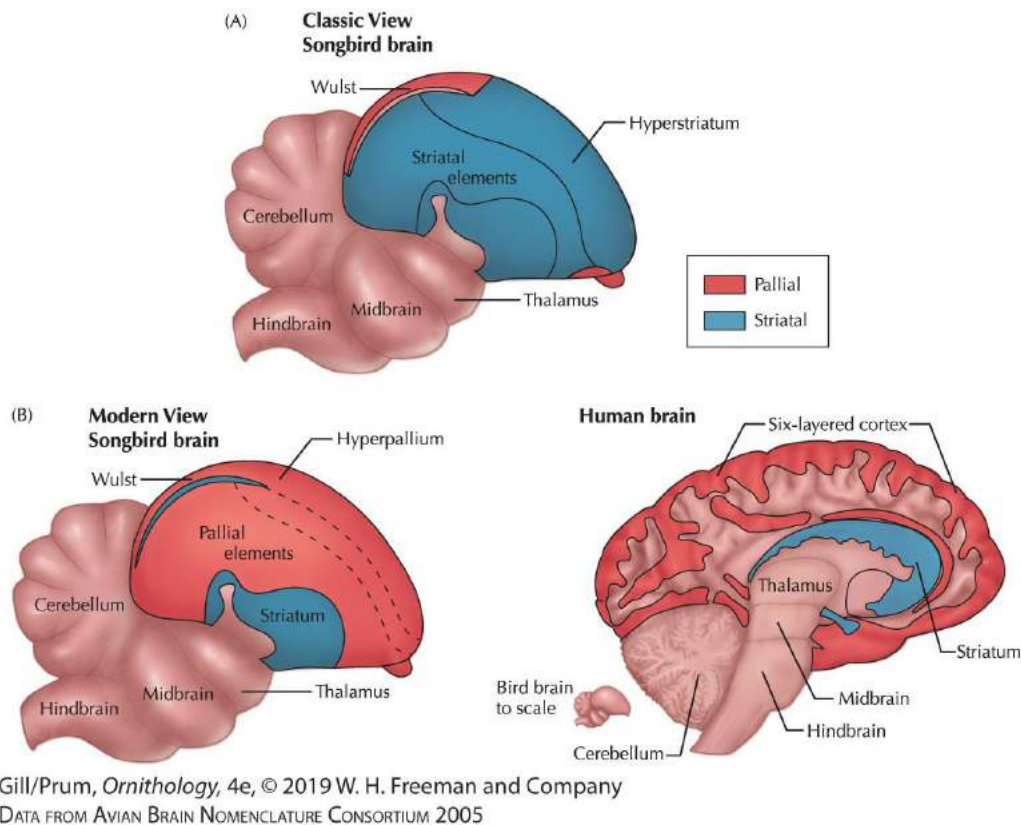 (A)
Classic View
Songbird brain
Wulst
Hyperstriatum
Striatal
elements
Cerebellum
Thalamus
Midbrain
Hindbrain
Pallial
Striatal
(B)
Modern View
Songbird brain
Hyperpallium
Wulst
Pallial
elements
Cerebellum
Striatum
Thalamus
Midbrain
Hindbrain
Human brain
Six-layered cortex
Thalamus
Striatum
Bird brain
to scale
Midbrain
Hindbrain
Cerebellum
Gill/Prum, Ornithology, 4e, © 2019 W. H. Freeman and Company
DATA FROM AVIAN BRAIN NOMENCLATURE CONSORTIUM 2005